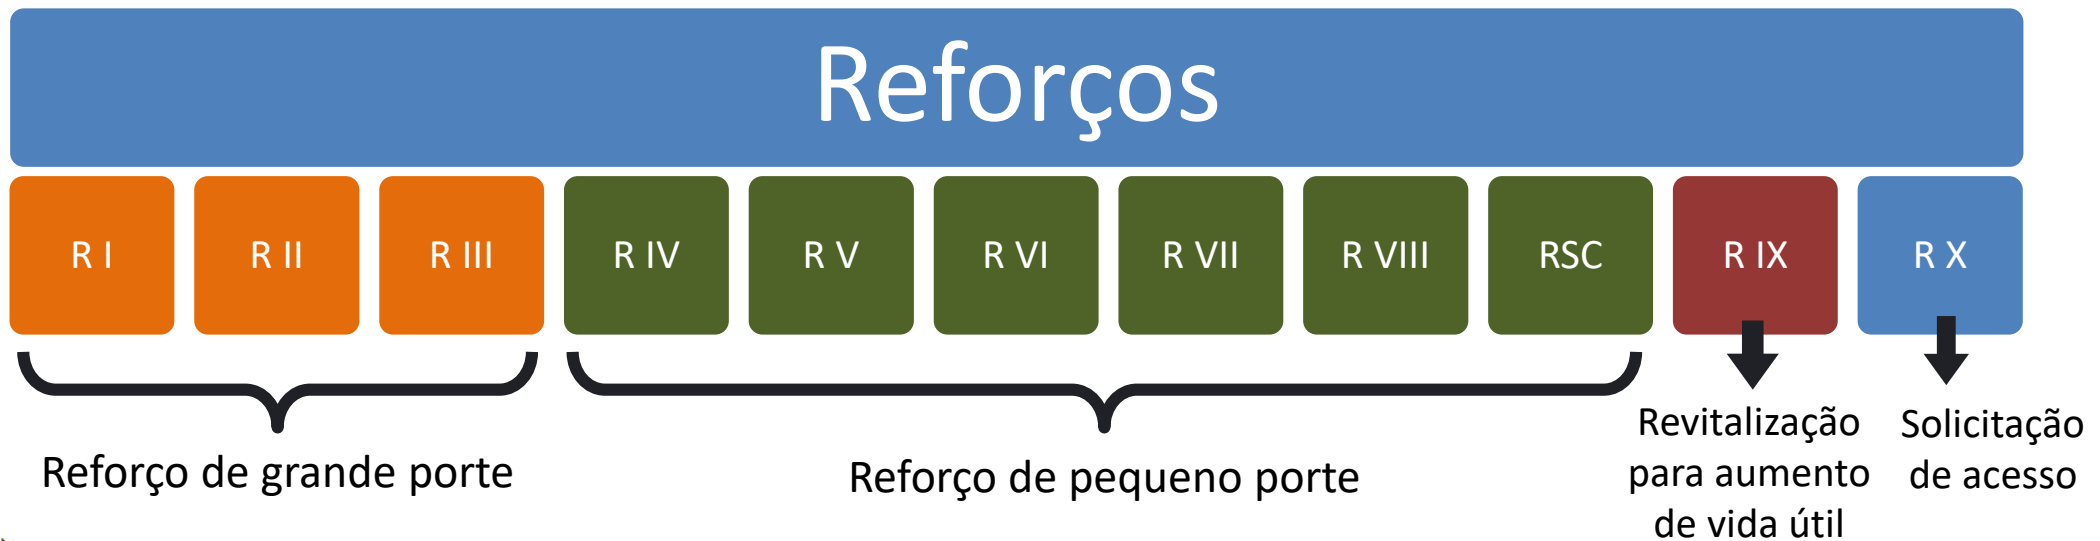 Reforços
R I R II R III R IV R V R VI R VII R VIII RSC R IX R X
Reforço de grande porte
Reforço de pequeno porte
Revitalização
para aumento
de vida útil
Solicitação
de acesso